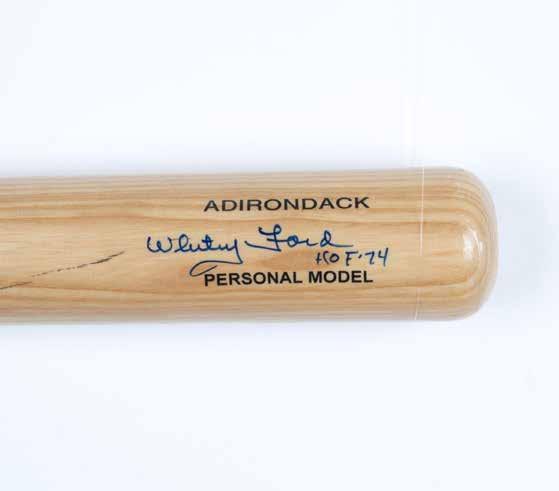 ADIRONDACK
Whitey Ford
HOF '74
PERSONAL MODEL